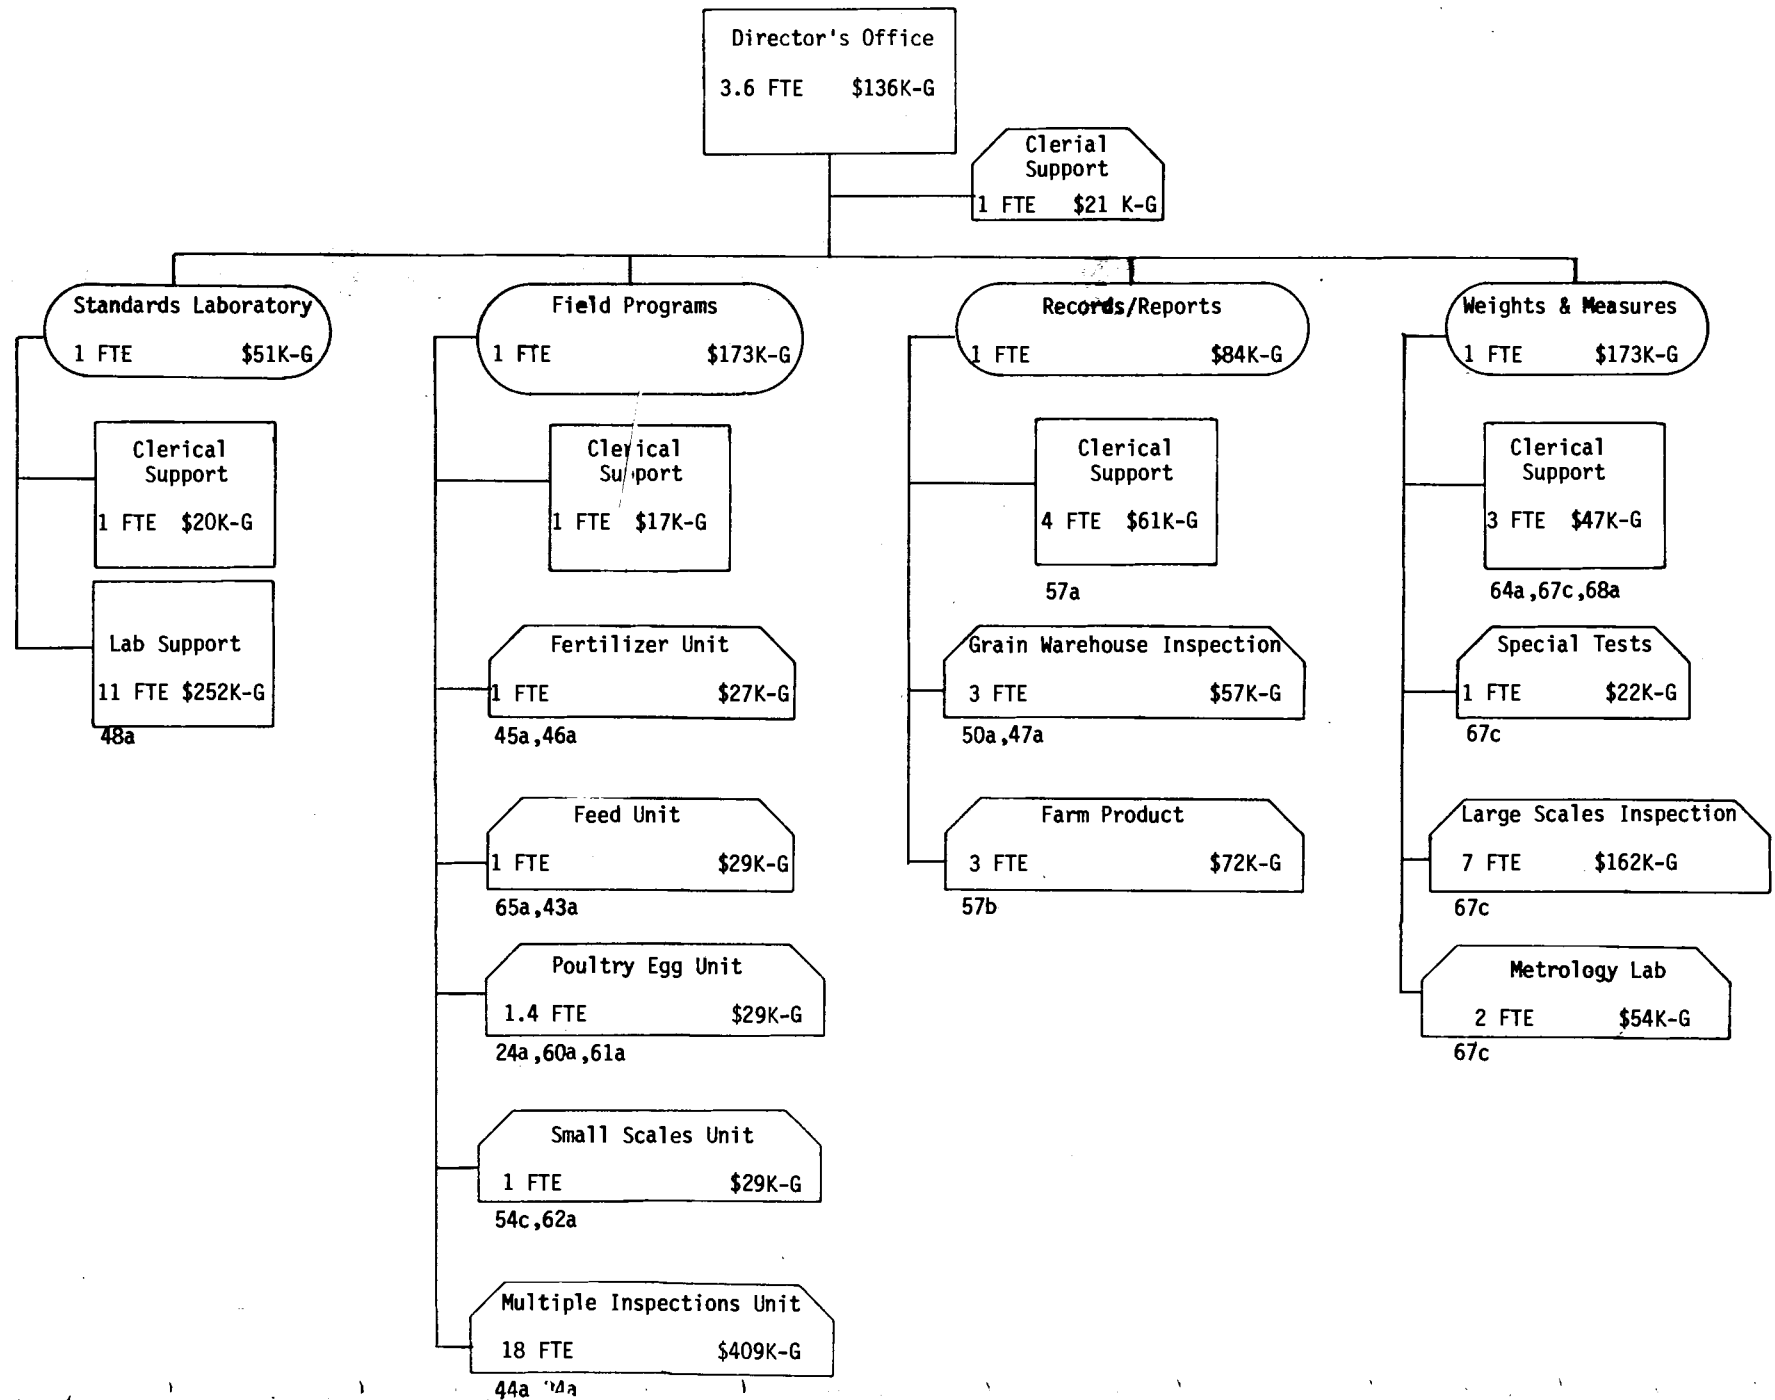 Director's Office
3.6 FTE $136K-G
Clerial
Support
1 FTE $21 K-G
Standards Laboratory
1 FTE $51K-G
Clerical
Support
1 FTE $20K-G
Lab Support
11 FTE $252K-G
48a
Field Programs
1 FTE $173K-G
Clerical
Support
1 FTE $17K-G
Fertilizer Unit
1 FTE $27K-G
45a,46a
Feed Unit
1 FTE $29K-G
65a,43a
Poultry Egg Unit
1.4 FTE $29K-G
24a,60a,61a
Small Scales Unit
1 FTE $29K-G
54c,62a
Multiple Inspections Unit
18 FTE $409K-G
44a
Records/Reports
1 FTE $84K-G
Clerical
Support
4 FTE $61K-G
57a
Grain Warehouse Inspection
3 FTE $57K-G
50a,47a
Farm Product
3 FTE $72K-G
57b
Weights & Measures
1 FTE $173K-G
Clerical
Support
3 FTE $47K-G
64a,67c,68a
Special Tests
1 FTE $22K-G
67c
Large Scales Inspection
7 FTE $162K-G
67c
Metrology Lab
2 FTE $54K-G
67c